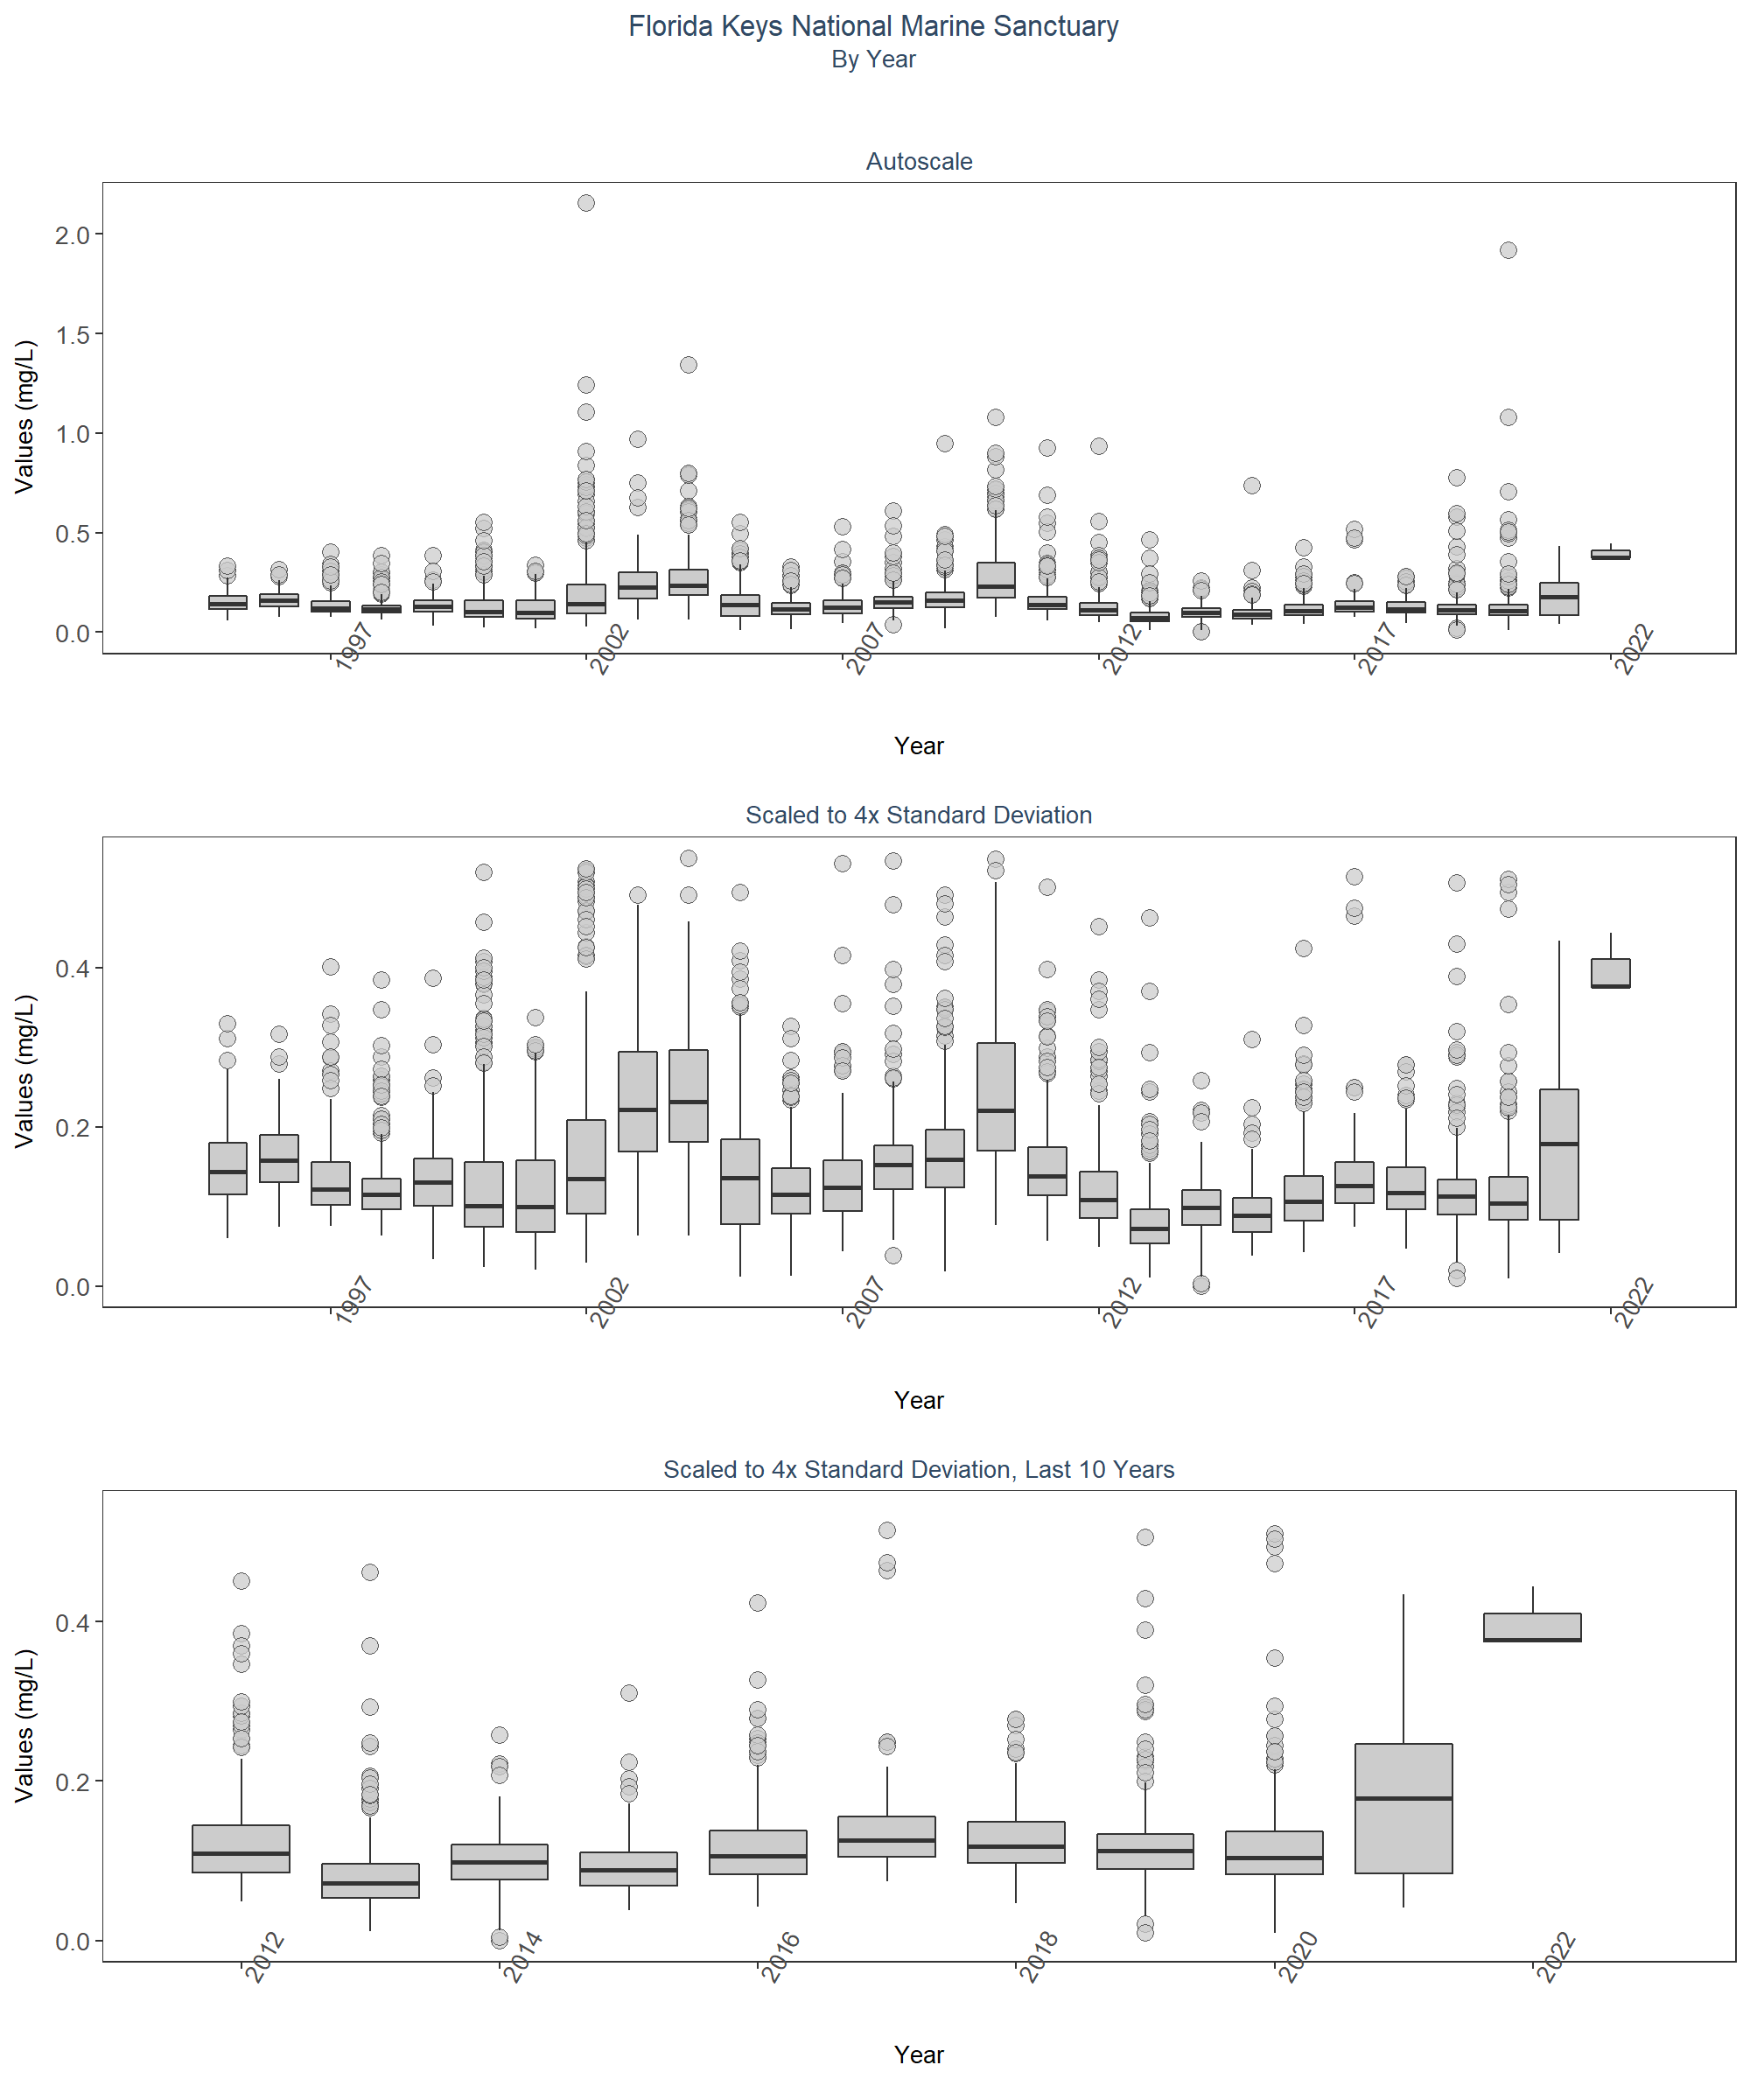 Florida Keys National Marine Sanctuary
By Year
Autoscale
Values (mg/L)
2.0
1.5
1.0
0.5
0.0
1997 2002 2007 2012 2017 2022
Year
Scaled to 4x Standard Deviation
Values (mg/L)
0.4
0.2
0.0
1997 2002 2007 2012 2017 2022
Year
Scaled to 4x Standard Deviation, Last 10 Years
Values (mg/L)
0.4
0.2
0.0
2012 2014 2016 2018 2020 2022
Year